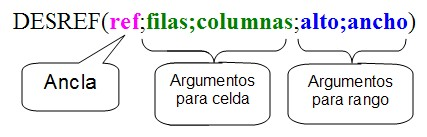 DESREF(ref;filas;columnas;alto;ancho)
Ancla
Argumentos
para celda
Argumentos
para rango